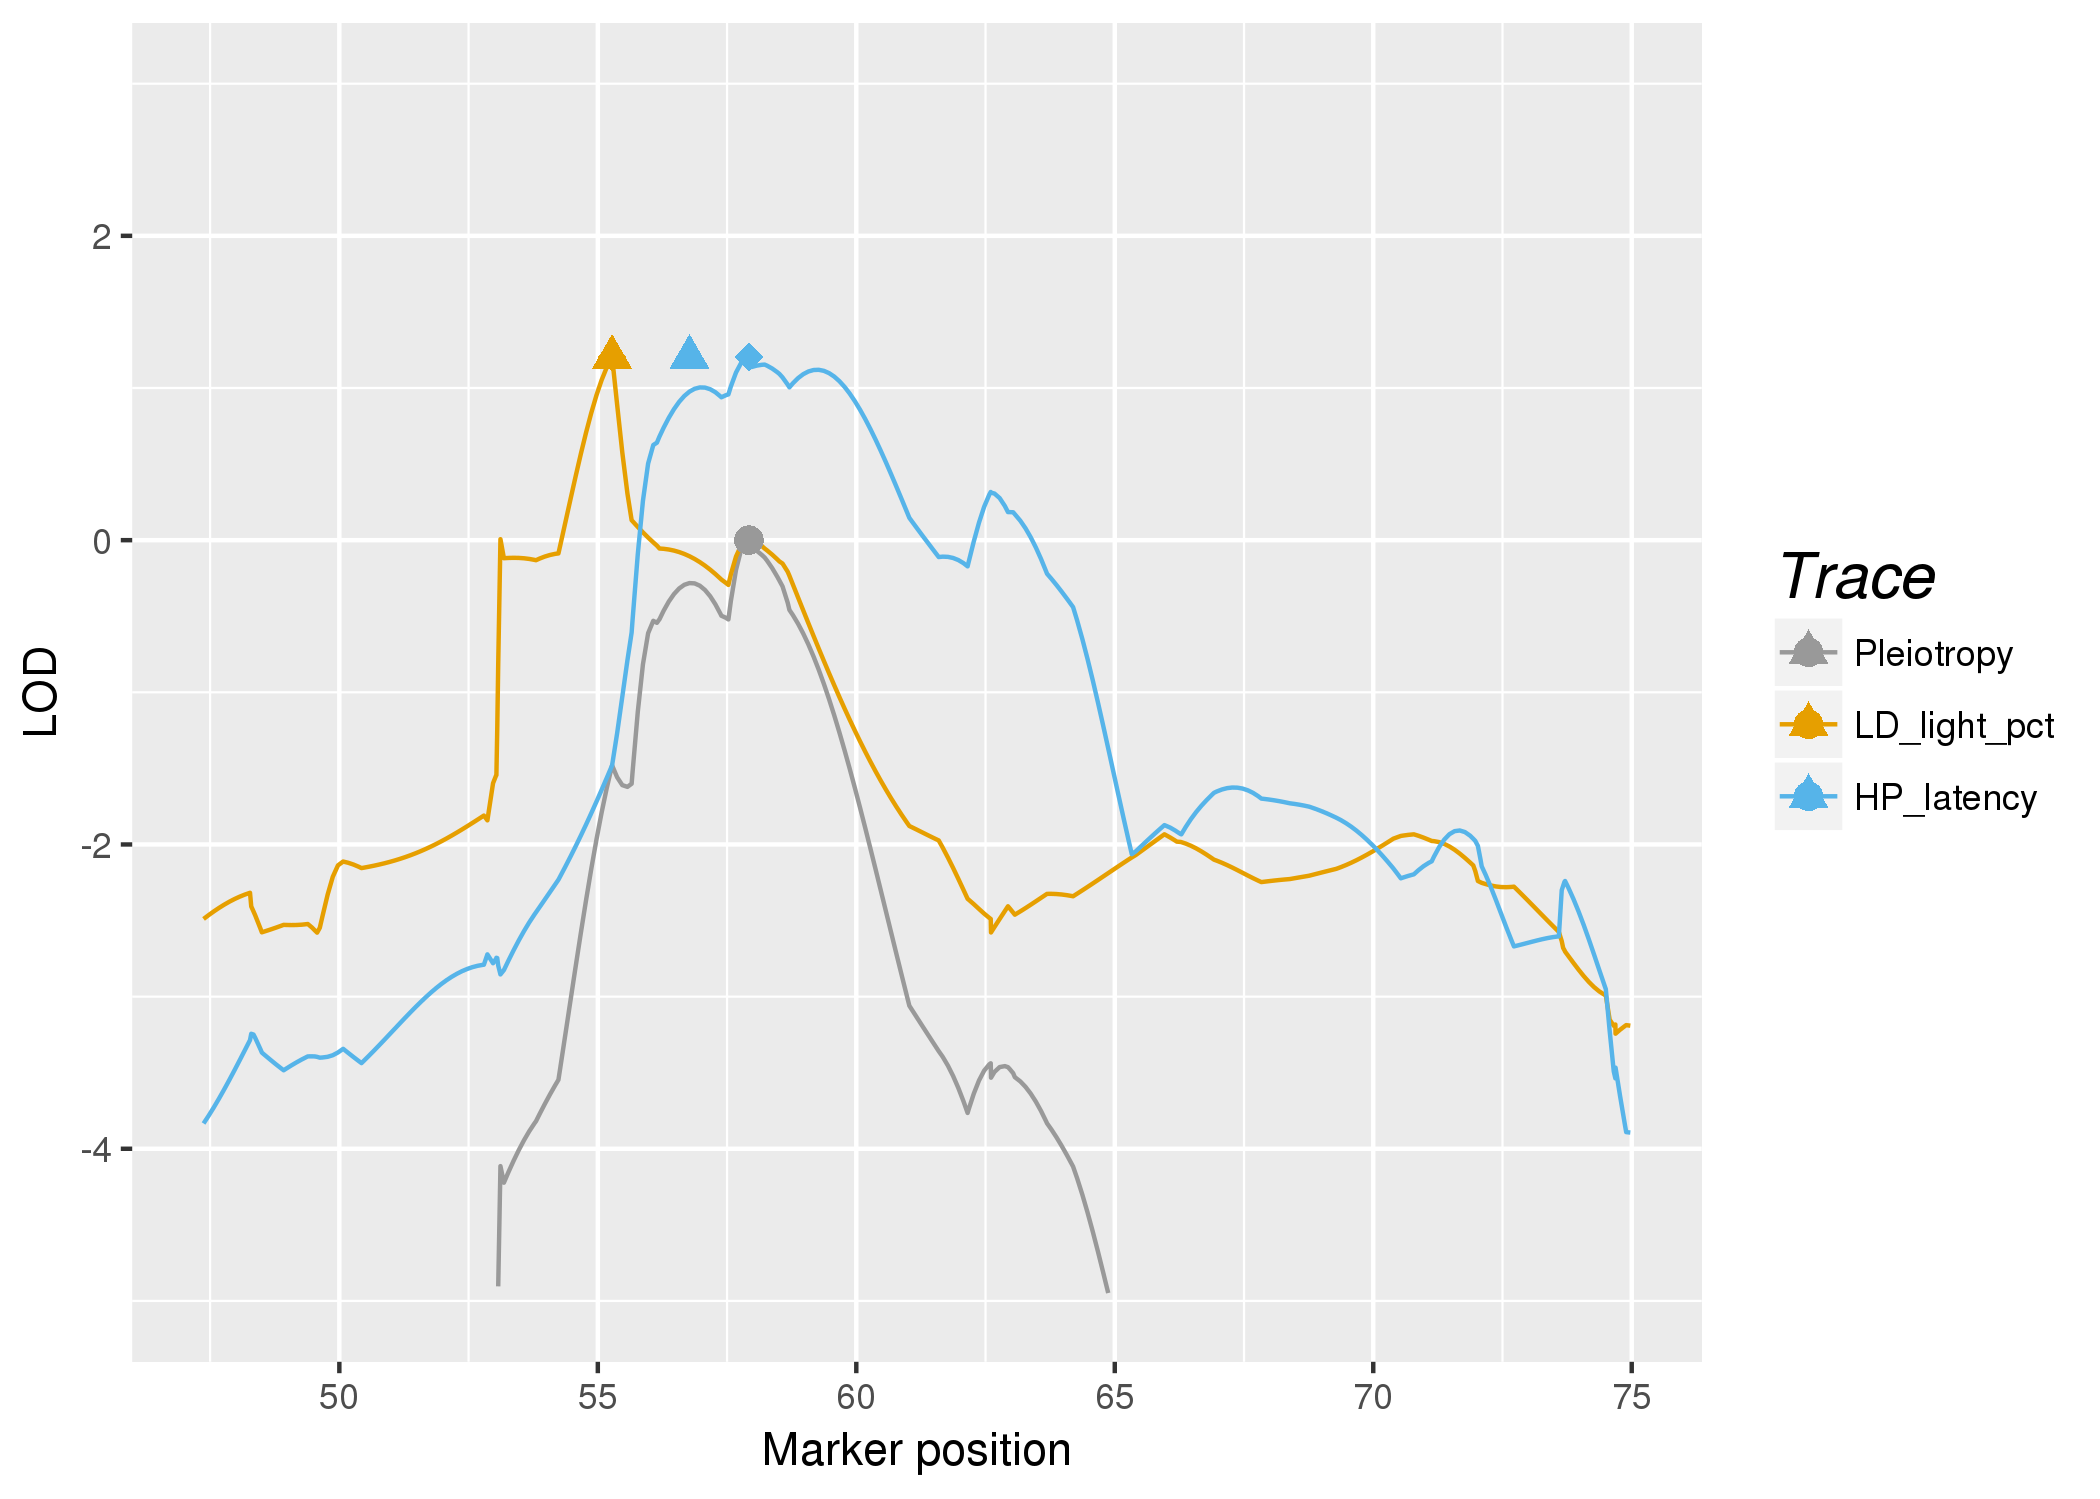 2
0
-2
-4
LOD
50 55 60 65 70 75
Marker position
Trace
Pleiotropy
LD_light_pct
HP_latency